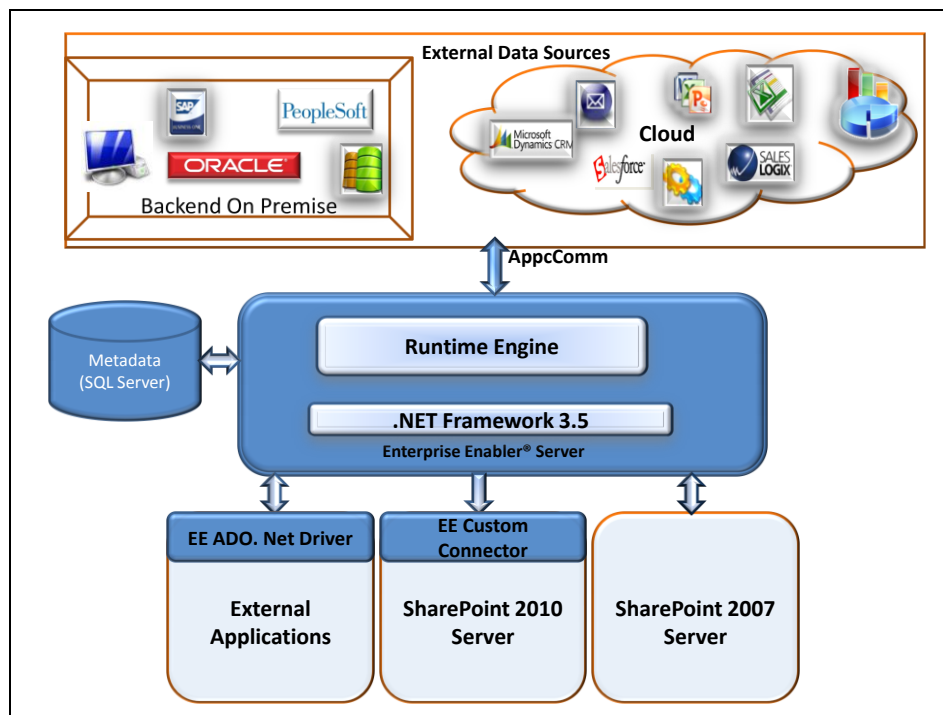 External Data Sources
SAP
BUSINESS ONE
PeopleSoft
ORACLE
Backend On Premise
Microsoft
Dynamics CRM
Cloud
salesforce
SALES
LOGIX
AppcComm
Metadata
(SQL Server)
Runtime Engine
.NET Framework 3.5
Enterprise Enabler® Server
EE ADO. Net Driver
EE Custom
Connector
External
Applications
SharePoint 2010
Server
SharePoint 2007
Server